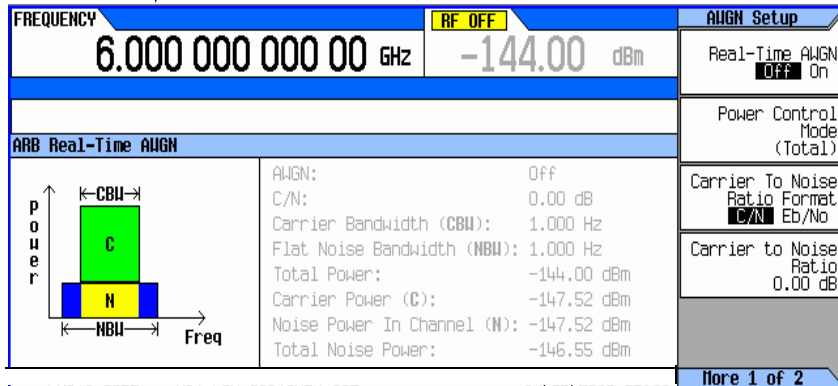 FREQUENCY
RF OFF
6.000 000 000 00 GHz
-144.00 dBm
ARB Real-Time AWGN
Power
CBW
C
N
NBW
Freq
AWGN: Off
C/N: 0.00 dB
Carrier Bandwidth (CBW): 1.000 Hz
Flat Noise Bandwidth (NBW): 1.000 Hz
Total Power: -144.00 dBm
Carrier Power (C): -147.52 dBm
Noise Power In Channel (N): -147.52 dBm
Total Noise Power: -146.55 dBm
AWGN Setup
Real-Time AWGN
Off On
Power Control
Mode
(Total)
Carrier To Noise
Ratio Format
C/N Eb/No
Carrier to Noise
Ratio
0.00 dB
More 1 of 2